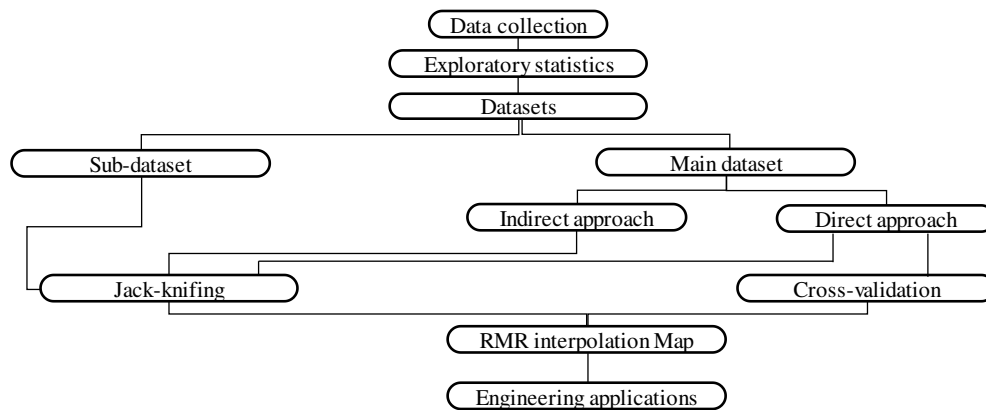 Data collection
Exploratory statistics
Datasets
Sub-dataset
Main dataset
Indirect approach
Direct approach
Jack-knifing
Cross-validation
RMR interpolation Map
Engineering applications